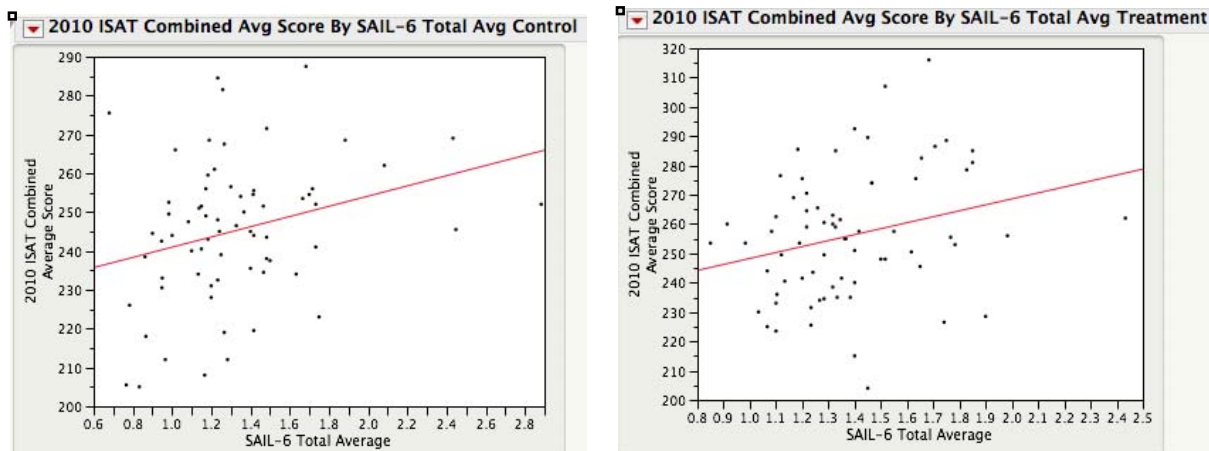 2010 ISAT Combined Avg Score By SAIL-6 Total Avg Control
290
280
270
260
250
240
230
220
210
200
2010 ISAT Combined
Average Score
0.6 0.8 1.0 1.2 1.4 1.6 1.8 2.0 2.2 2.4 2.6 2.8
SAIL-6 Total Average
2010 ISAT Combined Avg Score By SAIL-6 Total Avg Treatment
320
310
300
290
280
270
260
250
240
230
220
210
200
2010 ISAT Combined
Average Score
0.8 0.9 1.0 1.1 1.2 1.3 1.4 1.5 1.6 1.7 1.8 1.9 2.0 2.1 2.2 2.3 2.4 2.5
SAIL-6 Total Average